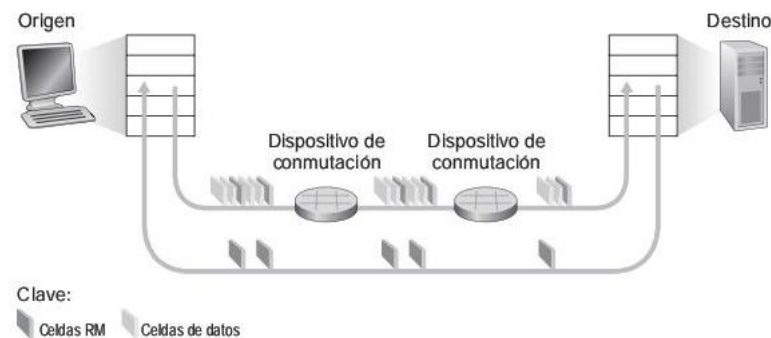 Origen
Destino
Dispositivo de
conmutación
Dispositivo de
conmutación
Clave:
Celdas RM
Celdas de datos